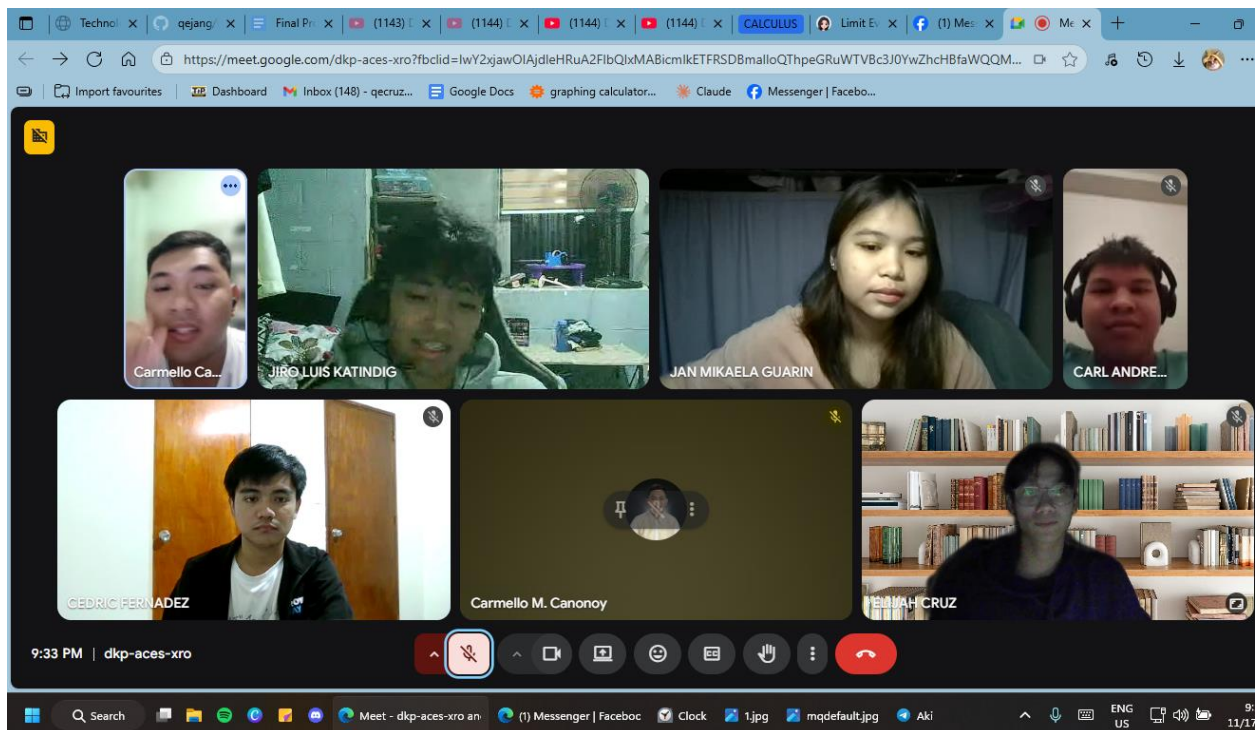 Technol
qejang/
Final Pr
(1143)
(1144)
(1144)
(1144)
CALCULUS
Limit Ev
(1) Mes
Me
https://meet.google.com/dkp-aces-xro?fbclid=
Import favourites
Dashboard
Inbox (148) - qecruz...
Google Docs
graphing calculator...
Claude
Messenger | Facebo...
Carmello Ca...
JIRO LUIS KATINDIG
JAN MIKAELA GUARIN
CARL ANDRE...
CEDRIC FERNADEZ
Carmello M. Canonoy
ELIJAH CRUZ
9:33 PM | dkp-aces-xro
CC
Search
Meet - dkp-aces-xro an
(1) Messenger | Faceboc
Clock
1.jpg
mqdefault.jpg
Aki
ENG
US
9:
11/17